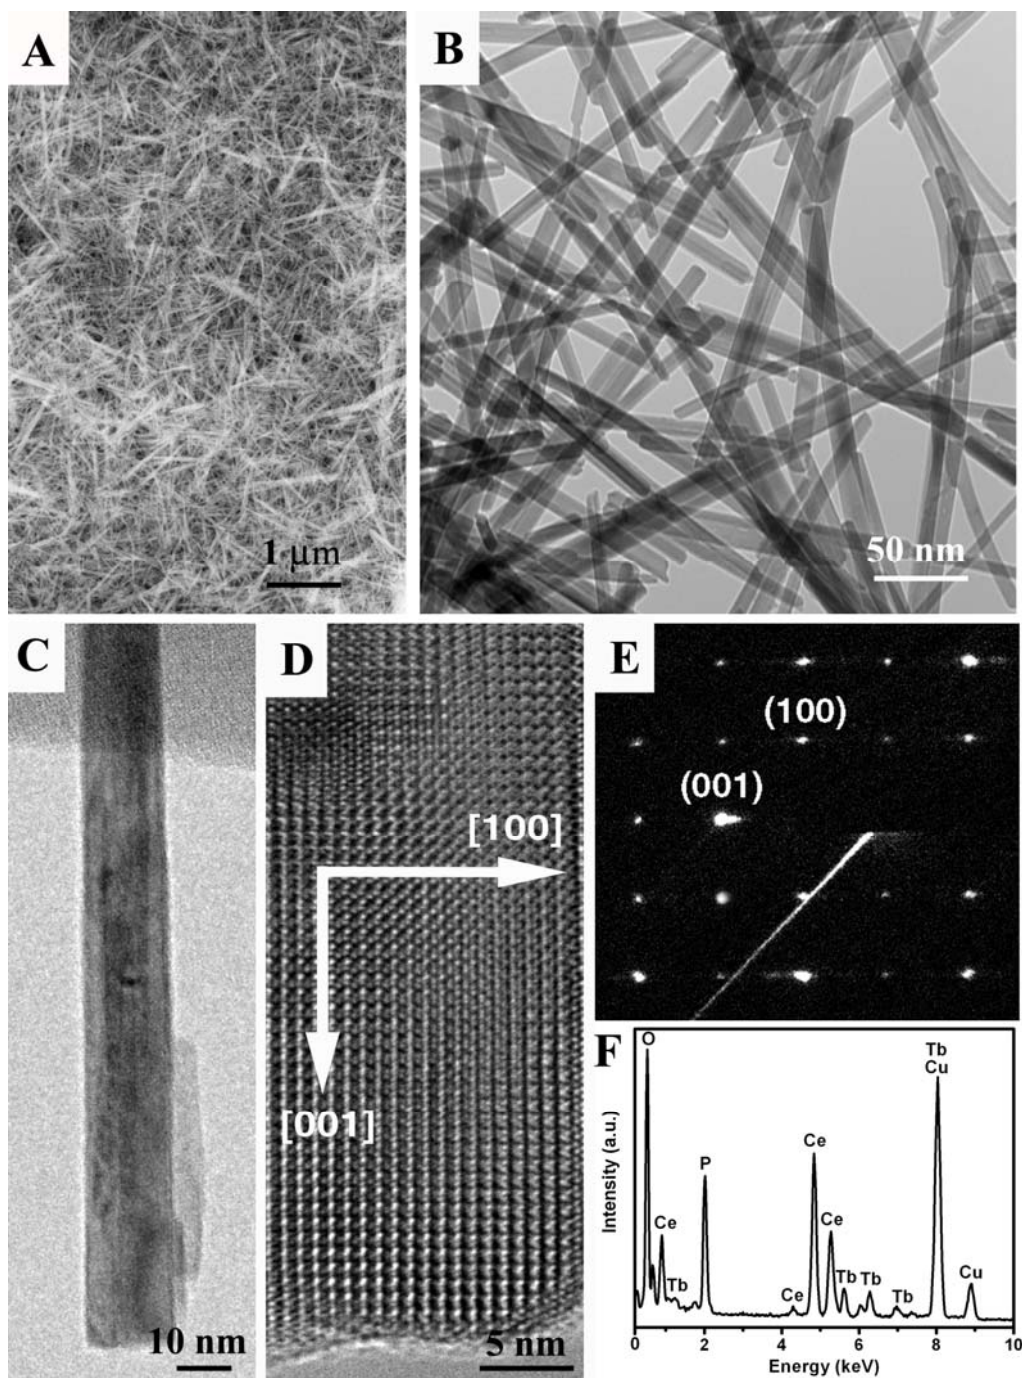 A
B
1 μm
50 nm
C
D
E
(100)
(001)
[100]
[001]
10 nm
5 nm
F
O
Tb
Cu
Ce
P
Ce
Ce
Tb
Tb
Tb
Ce
Tb
Cu
Intensity (a.u.)
0 2 4 6 8 10
Energy (keV)